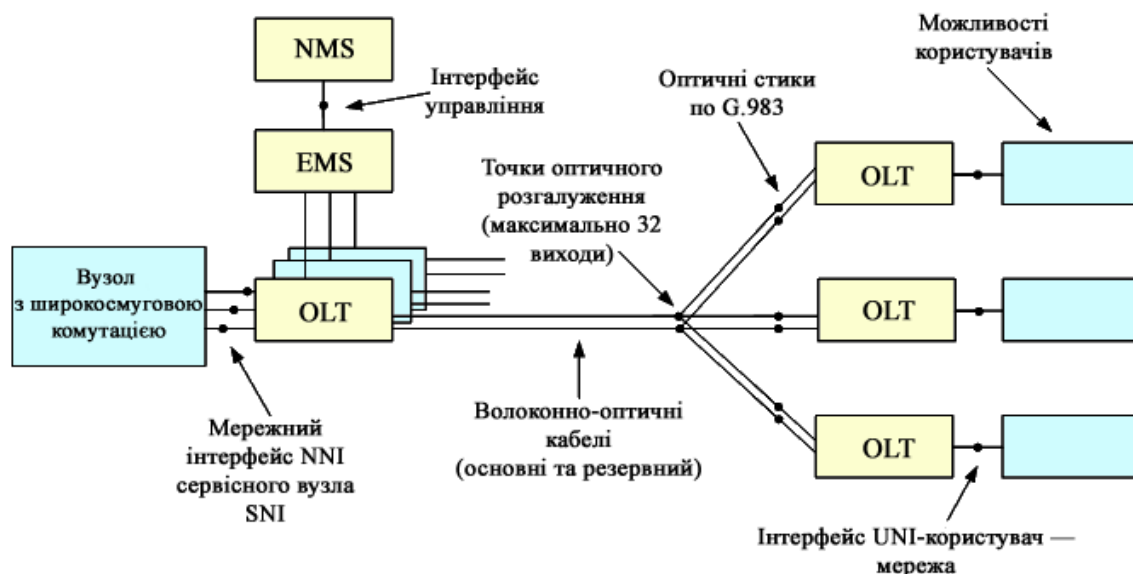 NMS
Інтерфейс
управління
EMS
Оптичні стики
по G.983
Можливості
користувачів
Точки оптичного
розгалуження
(максимально 32
виходи)
OLT
Вузол
з широкосмуговою
комутацією
OLT
OLT
OLT
Мережний
інтерфейс NNI
сервісного вузла
SNI
Волоконно-оптичні
кабелі
(основні та резервний)
Інтерфейс UNI-користувач —
мережа